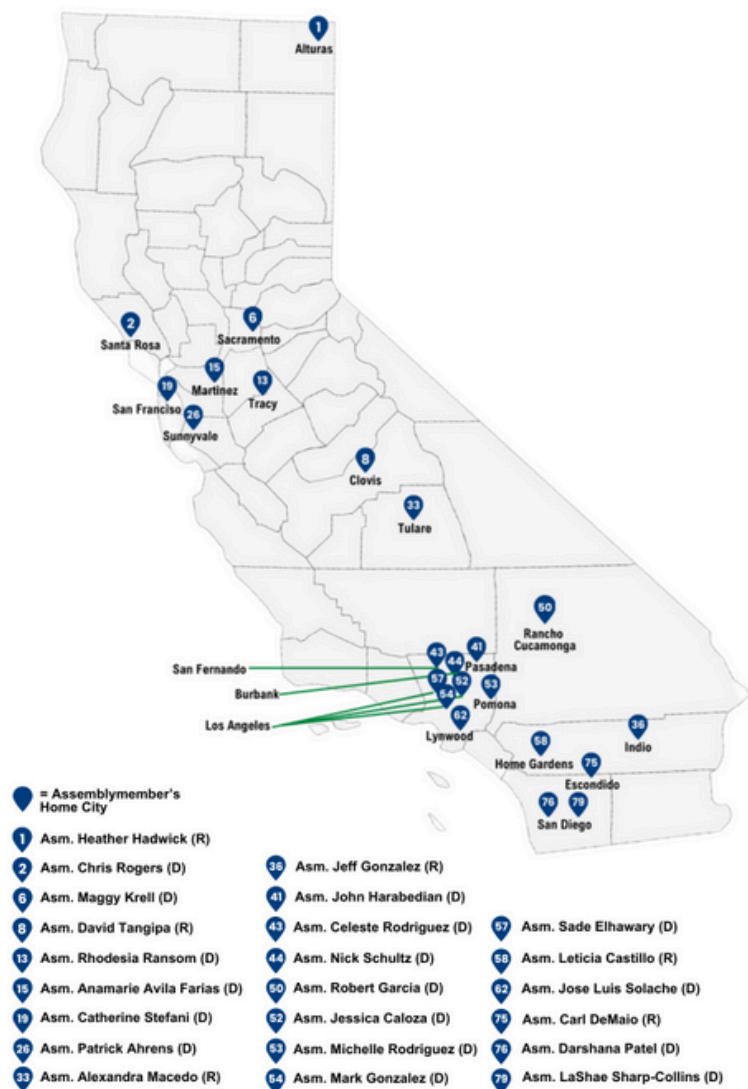 1
Alturas
2
Santa Rosa
6
Sacramento
15
Martinez
13
Tracy
19
San Franciso
26
Sunnyvale
8
Clovis
33
Tulare
50
Rancho
Cucamonga
43
44
41
Pasadena
San Fernando
57
52
53
Pomona
Burbank
54
Los Angeles
62
Lynwood
36
Indio
58
Home Gardens
75
Escondido
76
79
San Diego
= Assemblymember's
Home City
1 Asm. Heather Hadwick (R)
2 Asm. Chris Rogers (D)
6 Asm. Maggy Krell (D)
8 Asm. David Tangipa (R)
13 Asm. Rhodesia Ransom (D)
15 Asm. Anamarie Avila Farias (D)
19 Asm. Catherine Stefani (D)
26 Asm. Patrick Ahrens (D)
33 Asm. Alexandra Macedo (R)
36 Asm. Jeff Gonzalez (R)
41 Asm. John Harabedian (D)
43 Asm. Celeste Rodriguez (D)
44 Asm. Nick Schultz (D)
50 Asm. Robert Garcia (D)
52 Asm. Jessica Caloza (D)
53 Asm. Michelle Rodriguez (D)
54 Asm. Mark Gonzalez (D)
57 Asm. Sade Elhawary (D)
58 Asm. Leticia Castillo (R)
62 Asm. Jose Luis Solache (D)
75 Asm. Carl DeMaio (R)
76 Asm. Darshana Patel (D)
79 Asm. LaShae Sharp-Collins (D)